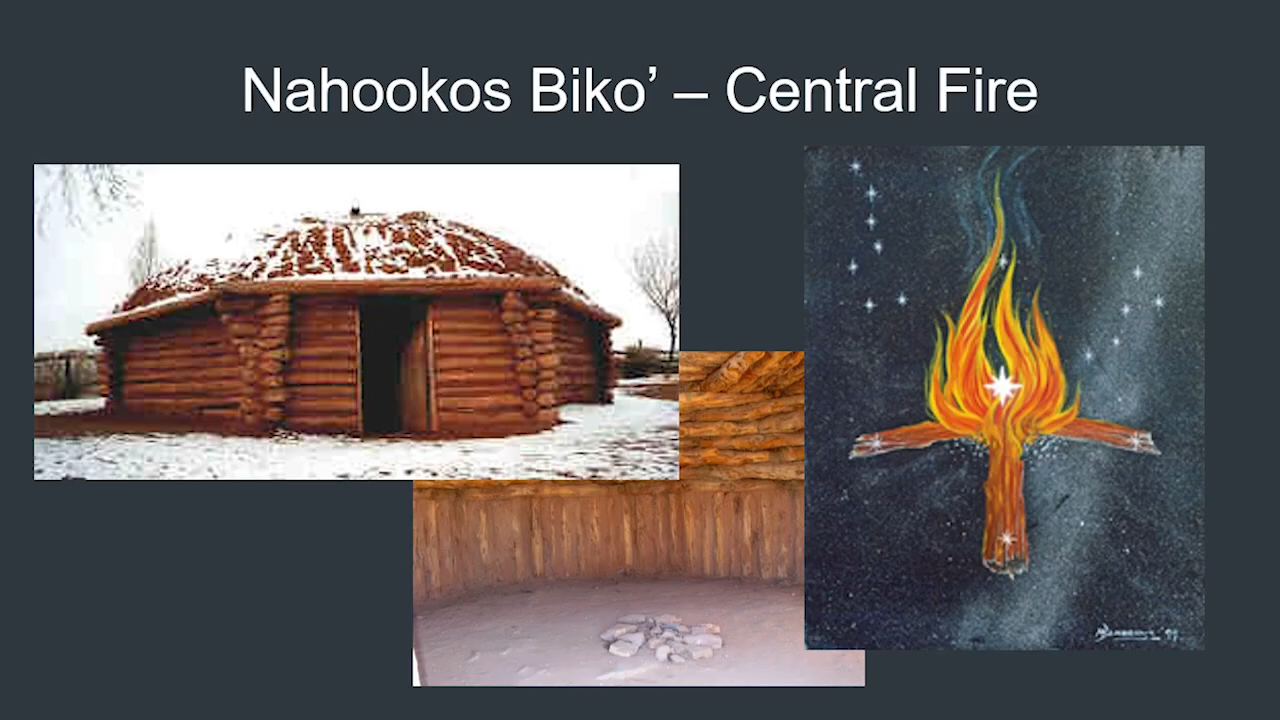 Nahookos Biko’ – Central Fire